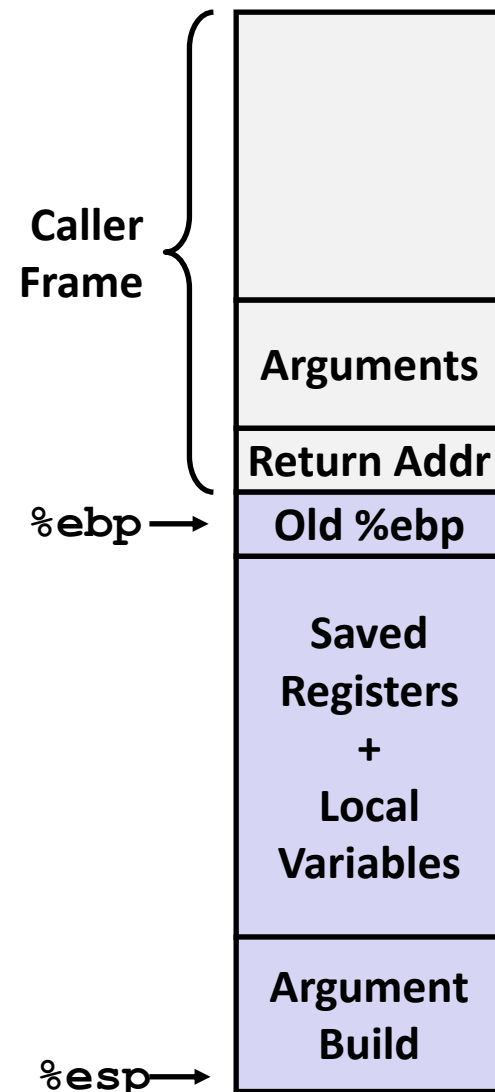 Caller
Frame
Arguments
Return Addr
%ebp
Old %ebp
Saved
Registers
+
Local
Variables
Argument
Build
%esp